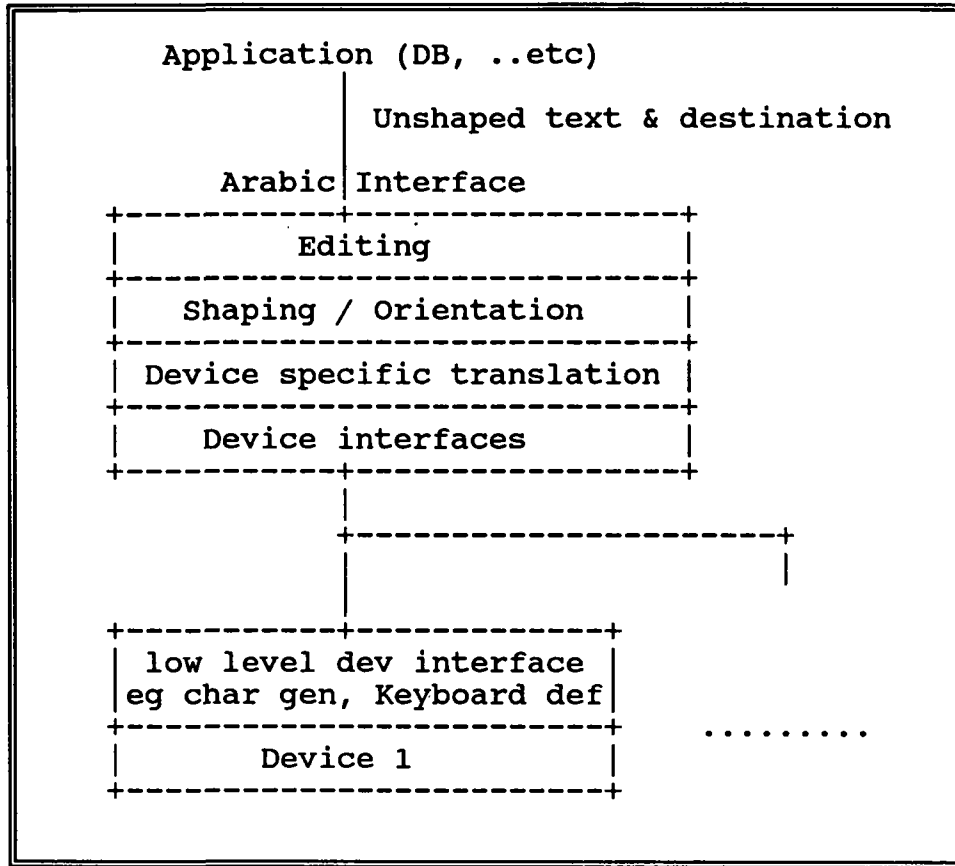 Application (DB, ..etc)
Unshaped text & destination
Arabic Interface
Editing
Shaping / Orientation
Device specific translation
Device interfaces
low level dev interface
eg char gen, Keyboard def
.........
Device 1